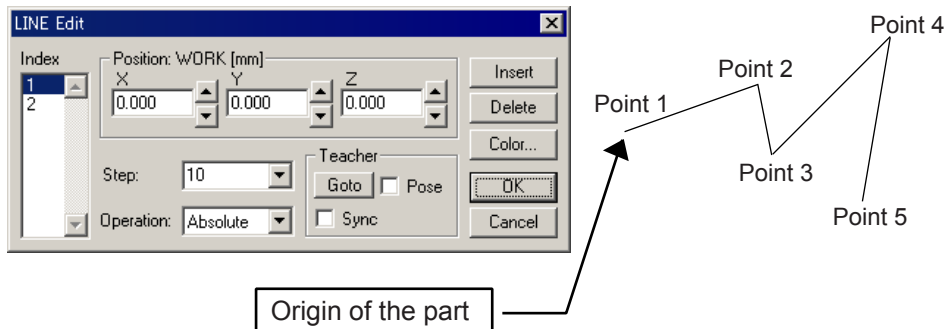 LINE Edit
Index
1
2
Position: WORK [mm]
X Y Z
0.000 0.000 0.000
Step: 10
Operation: Absolute
Teacher
Goto Pose
Sync
Insert
Delete
Color...
OK
Cancel
Point 1
Point 2
Point 3
Point 4
Point 5
Origin of the part